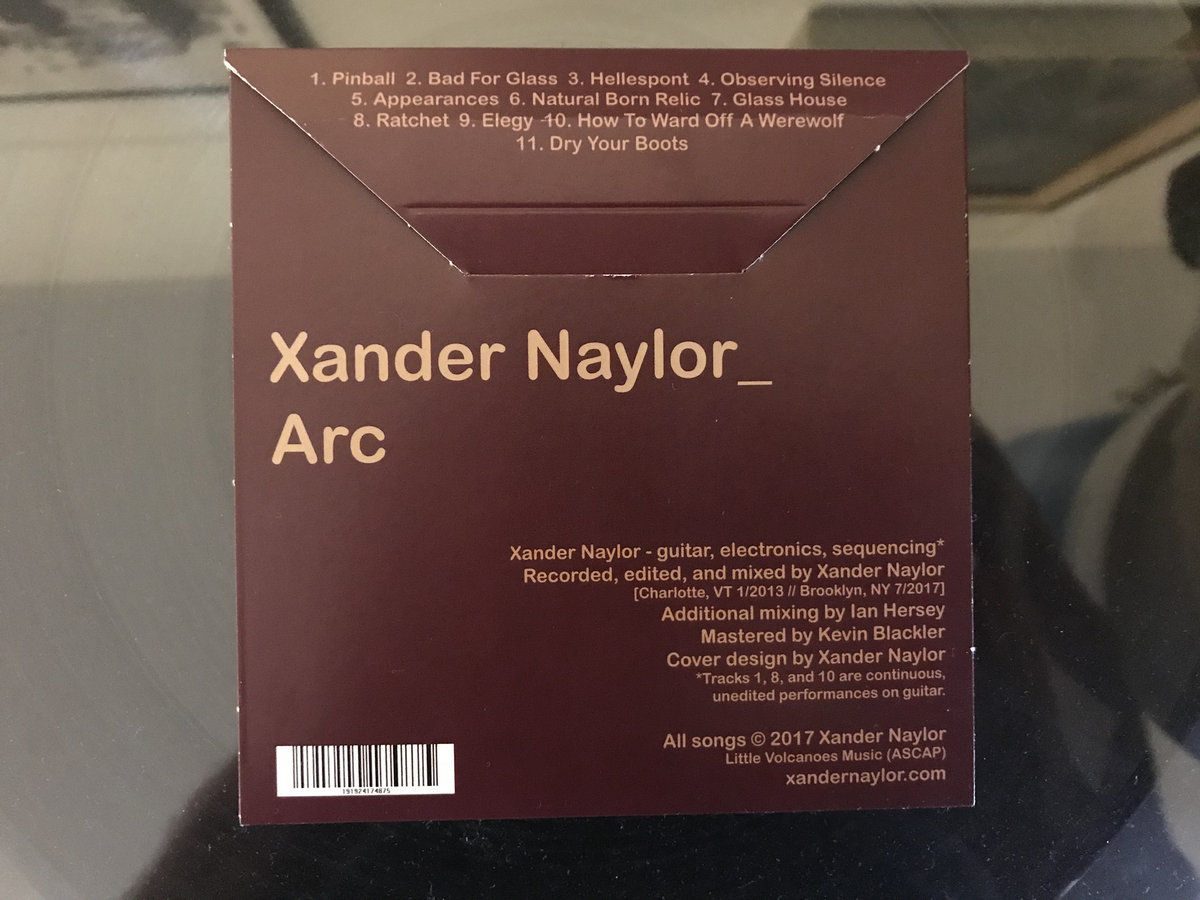 1. Pinball 2. Bad For Glass 3. Hellespont 4. Observing Silence
5. Appearances 6. Natural Born Relic 7. Glass House
8. Ratchet 9. Elegy 10. How To Ward Off A Werewolf
11. Dry Your Boots
Xander Naylor_
Arc
Xander Naylor - guitar, electronics, sequencing*
Recorded, edited, and mixed by Xander Naylor
[Charlotte, VT 1/2013 // Brooklyn, NY 7/2017]
Additional mixing by Ian Hersey
Mastered by Kevin Blackler
Cover design by Xander Naylor
*Tracks 1, 8, and 10 are continuous,
unedited performances on guitar.
All songs © 2017 Xander Naylor
Little Volcanoes Music (ASCAP)
xandernaylor.com
191924174875